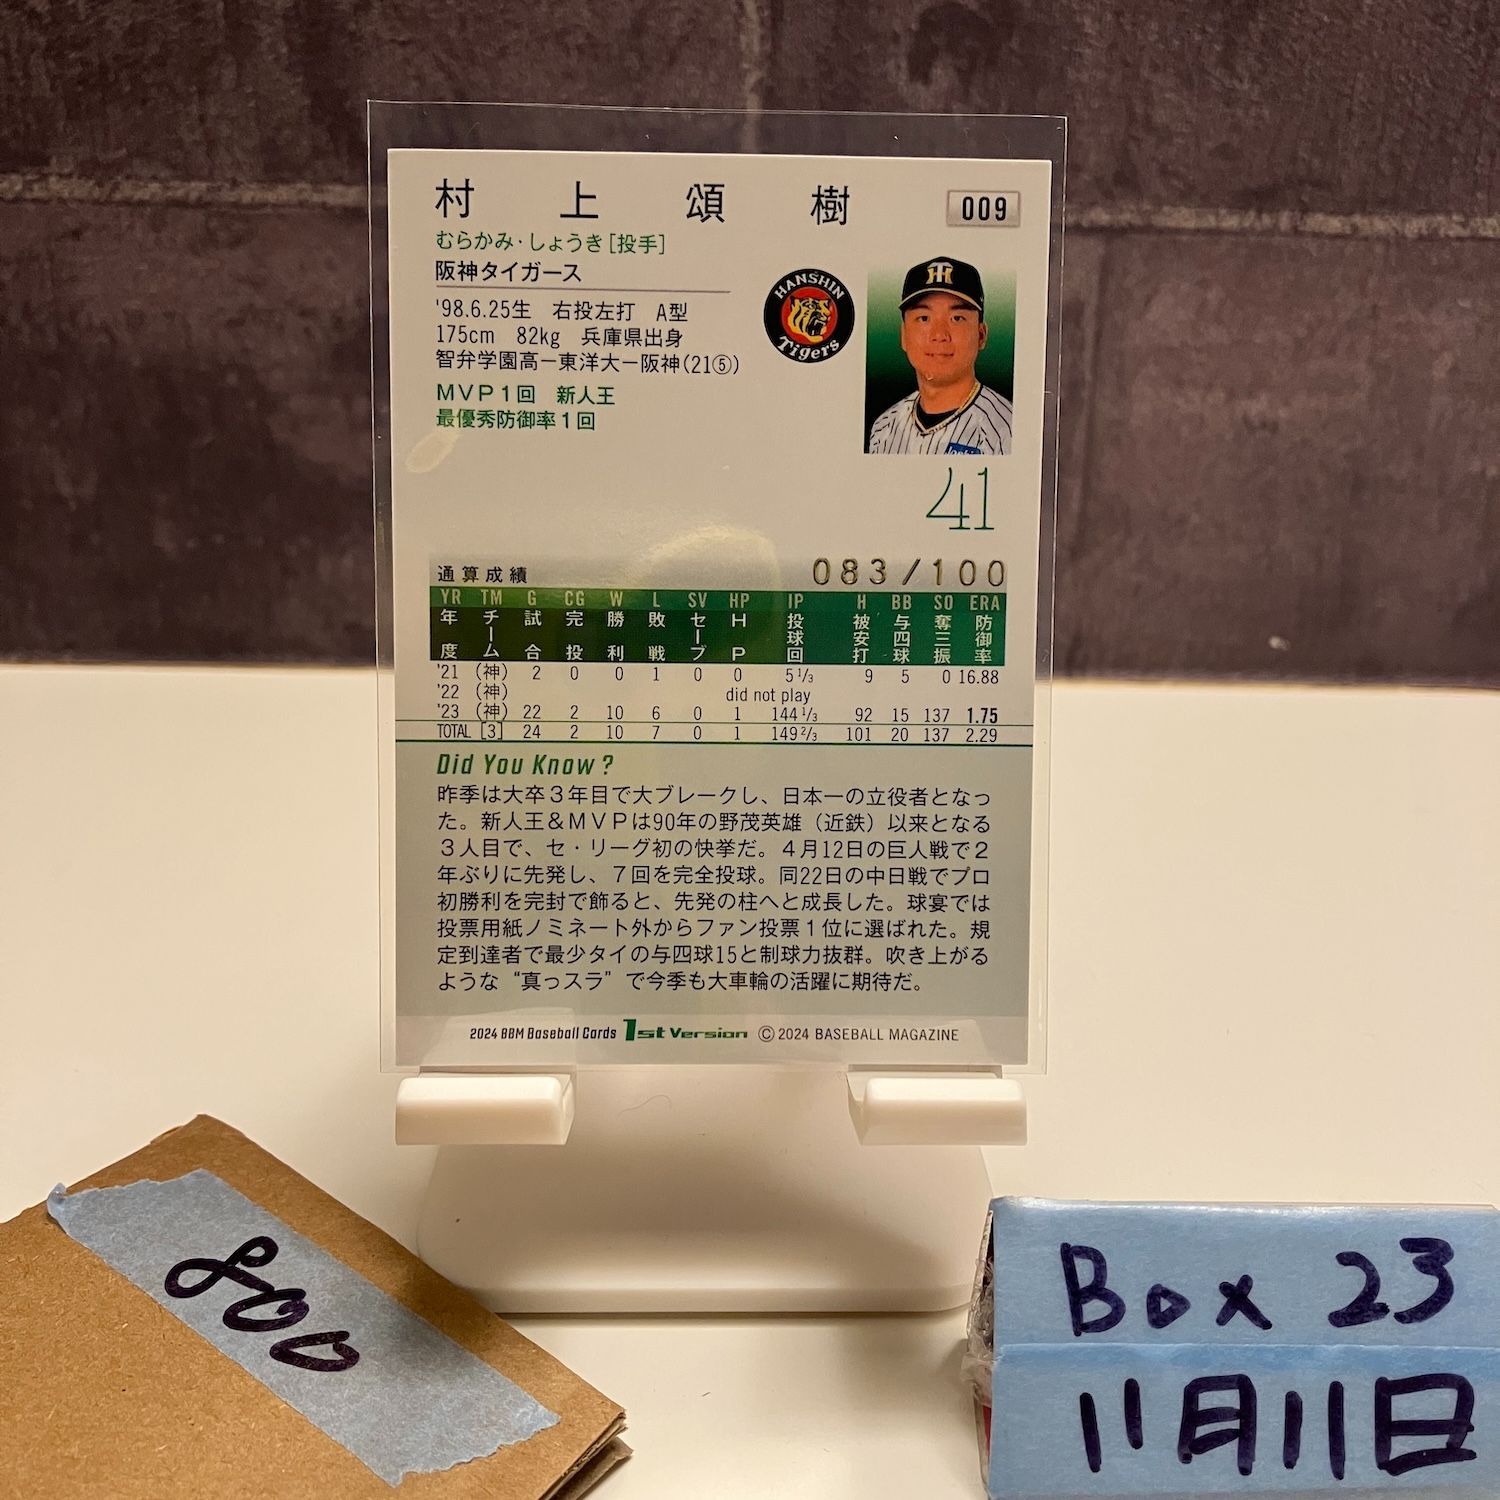 村上頌樹
009
むらかみ・しょうき[投手]
阪神タイガース
'98.6.25生 右投左打 A型
175cm 82kg 兵庫県出身
智弁学園高ー東洋大ー阪神(21⑤)
MVP1回 新人王
最優秀防御率1回
HANSHIN
Tigers
41
通算成績
083/100
YR TM G CG W L SV HP IP H BB SO ERA
年度 チーム 試合 完投 勝利 敗戦 セーブ HP 投球回 被安打 与四球 奪三振 防御率
'21 (神) 2 0 0 1 0 0 5 1/3 9 5 0 16.88
'22 (神) did not play
'23 (神) 22 2 10 6 0 1 144 1/3 92 15 137 1.75
TOTAL [3] 24 2 10 7 0 1 149 2/3 101 20 137 2.29
Did You Know?
昨季は大卒3年目で大ブレークし、日本一の立役者となっ
た。新人王&MVPは90年の野茂英雄（近鉄）以来となる
3人目で、セ・リーグ初の快挙だ。4月12日の巨人戦で2
年ぶりに先発し、7回を完全投球。同22日の中日戦でプロ
初勝利を完封で飾ると、先発の柱へと成長した。球宴では
投票用紙ノミネート外からファン投票1位に選ばれた。規
定到達者で最少タイの与四球15と制球力抜群。吹き上がる
ような“真っスラ”で今季も大車輪の活躍に期待だ。
2024 BBM Baseball Cards 1st Version © 2024 BASEBALL MAGAZINE
800
Box 23
11月11日